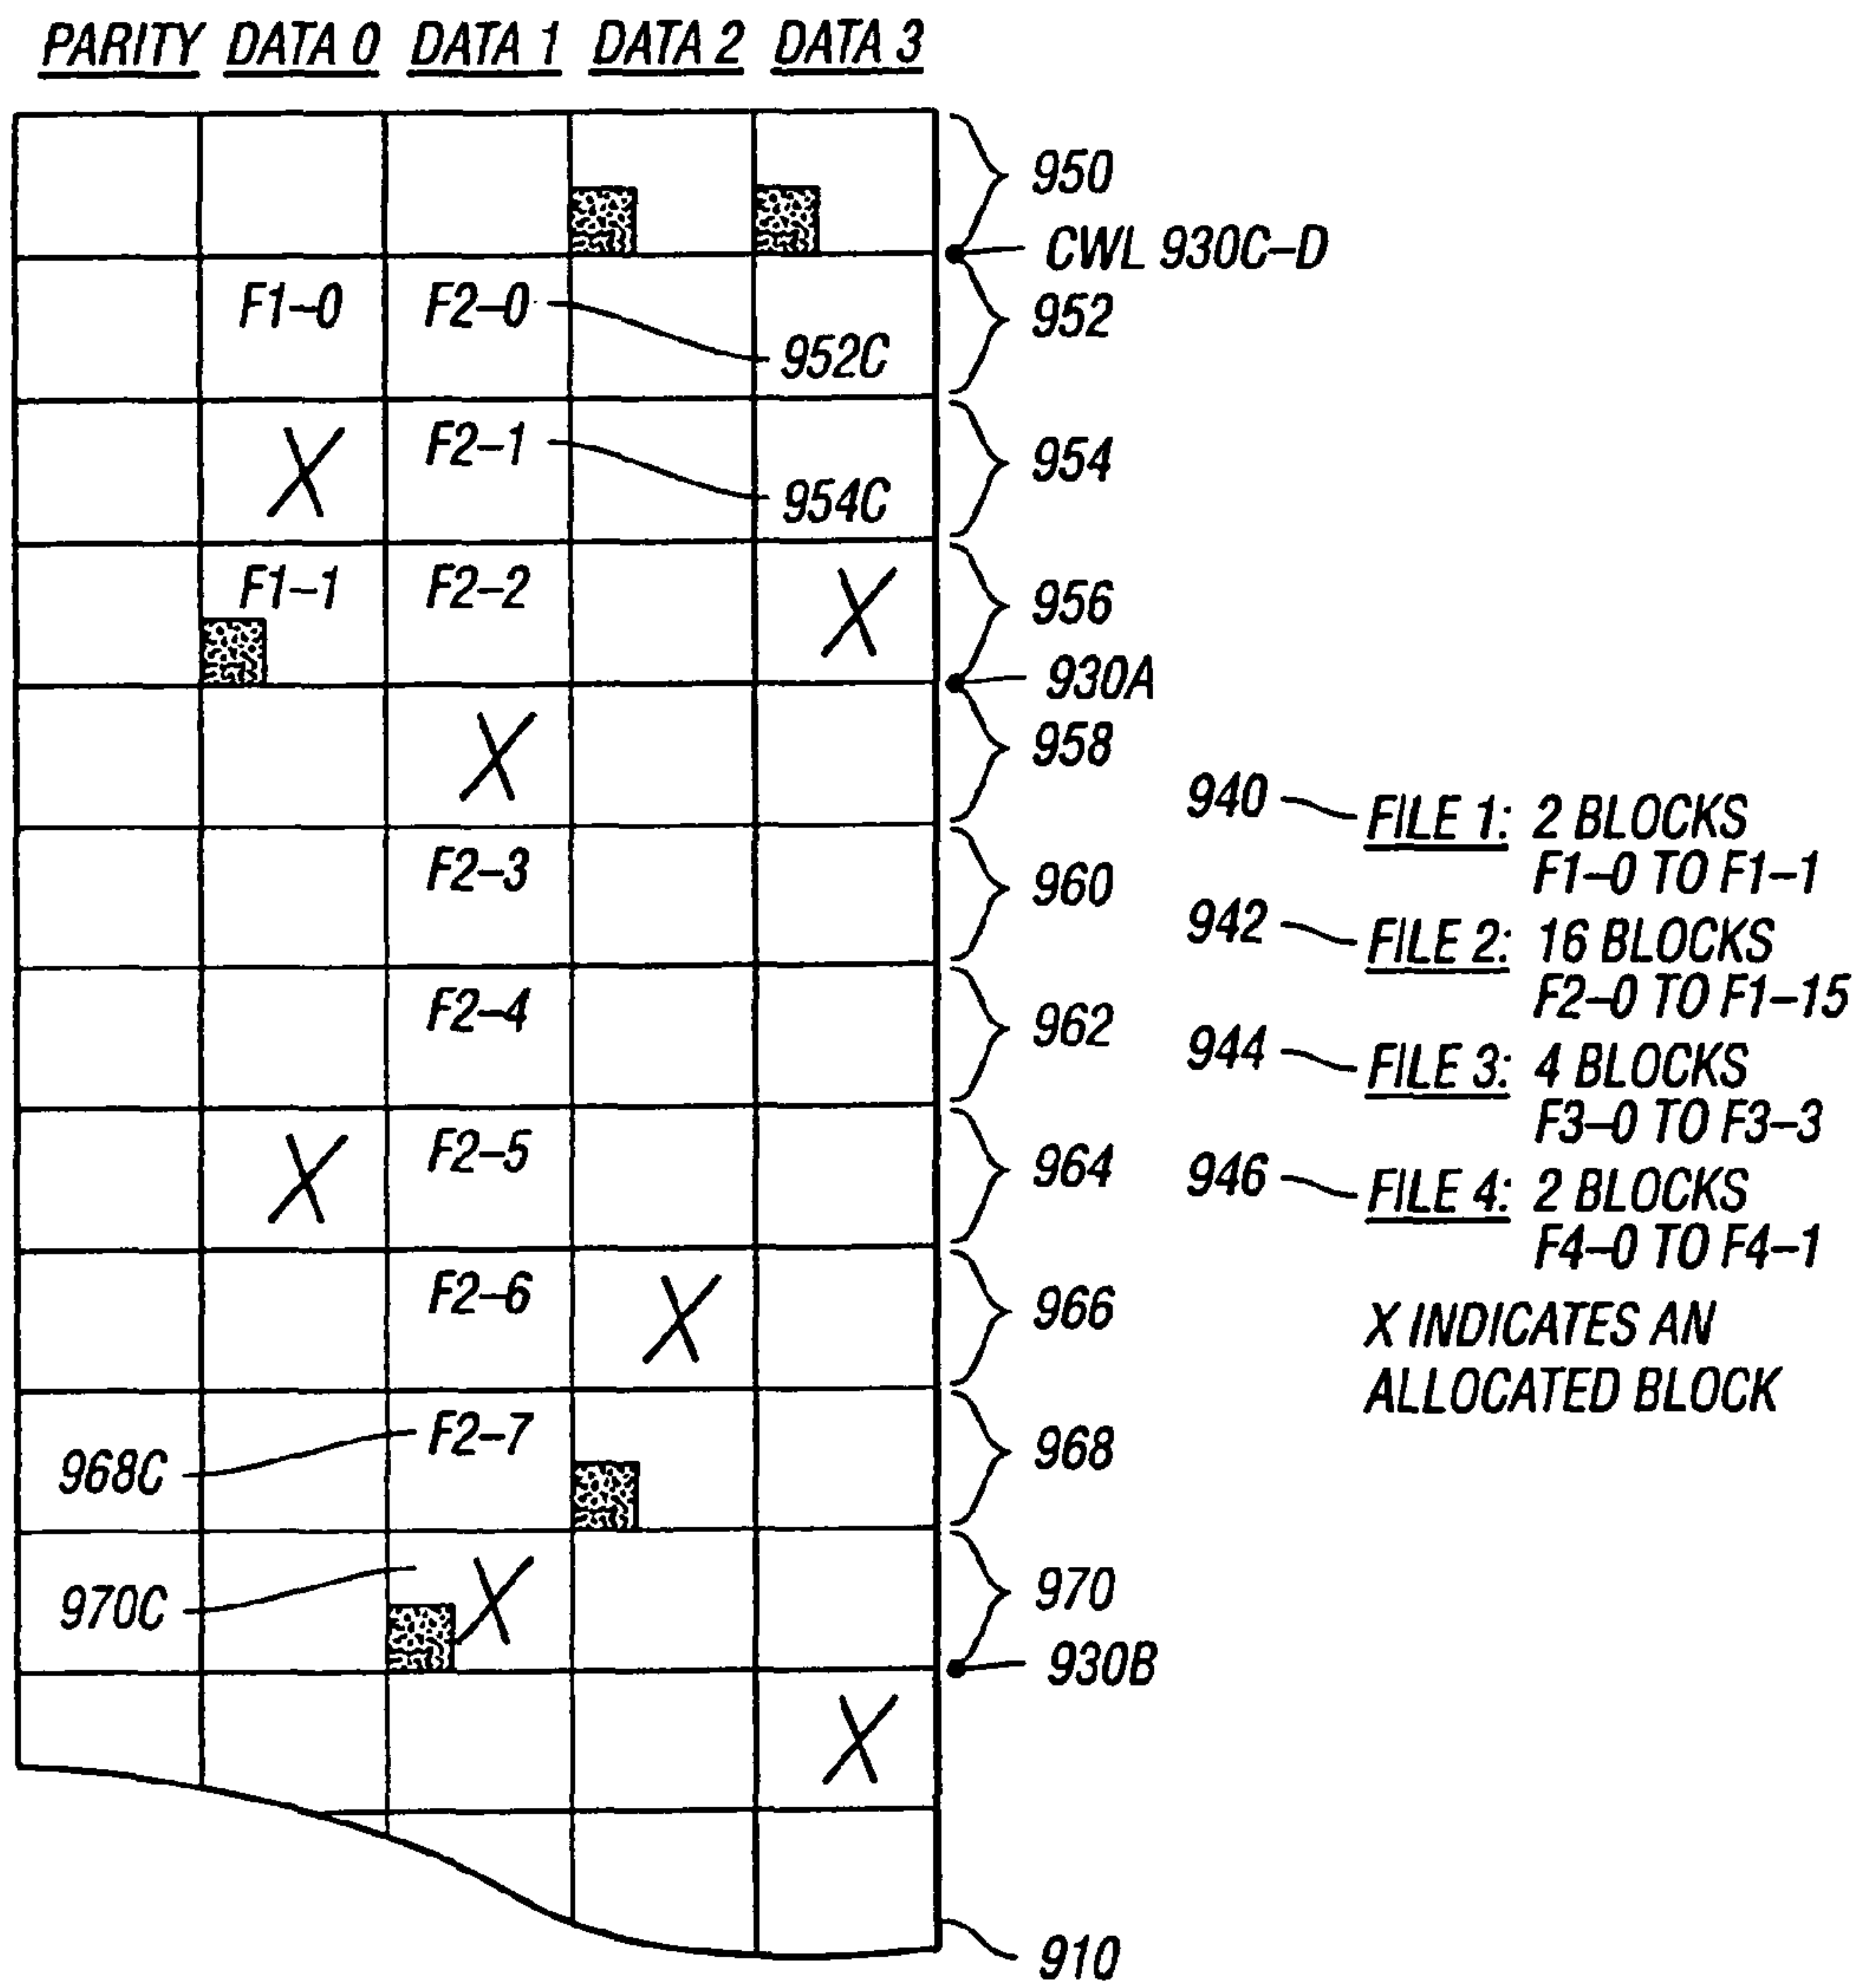 PARITY DATA 0 DATA 1 DATA 2 DATA 3
950
CWL 930C-D
F1-0 F2-0 952
952C
X F2-1 954
954C
F1-1 F2-2 X 956
930A
X 958
F2-3 960
F2-4 962
X F2-5 964
F2-6 X 966
968C F2-7 968
970C X 970
930B
X
910
940 FILE 1: 2 BLOCKS
F1-0 TO F1-1
942 FILE 2: 16 BLOCKS
F2-0 TO F1-15
944 FILE 3: 4 BLOCKS
F3-0 TO F3-3
946 FILE 4: 2 BLOCKS
F4-0 TO F4-1
X INDICATES AN
ALLOCATED BLOCK